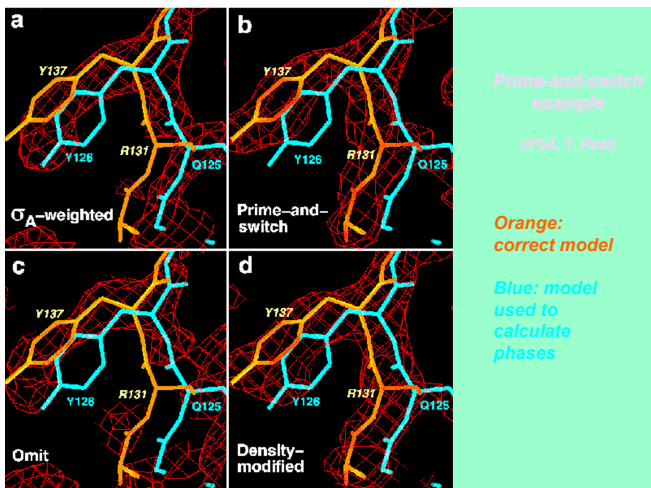 a
Y137
Y126
R131
Q125
σA–weighted
b
Y137
Y126
R131
Q125
Prime–and–
switch
c
Y137
Y126
R131
Q125
Omit
d
Y137
Y126
R131
Q125
Density–
modified
Prime-and-switch
example
(IF5A, T. Peat)
Orange:
correct model
Blue: model
used to
calculate
phases